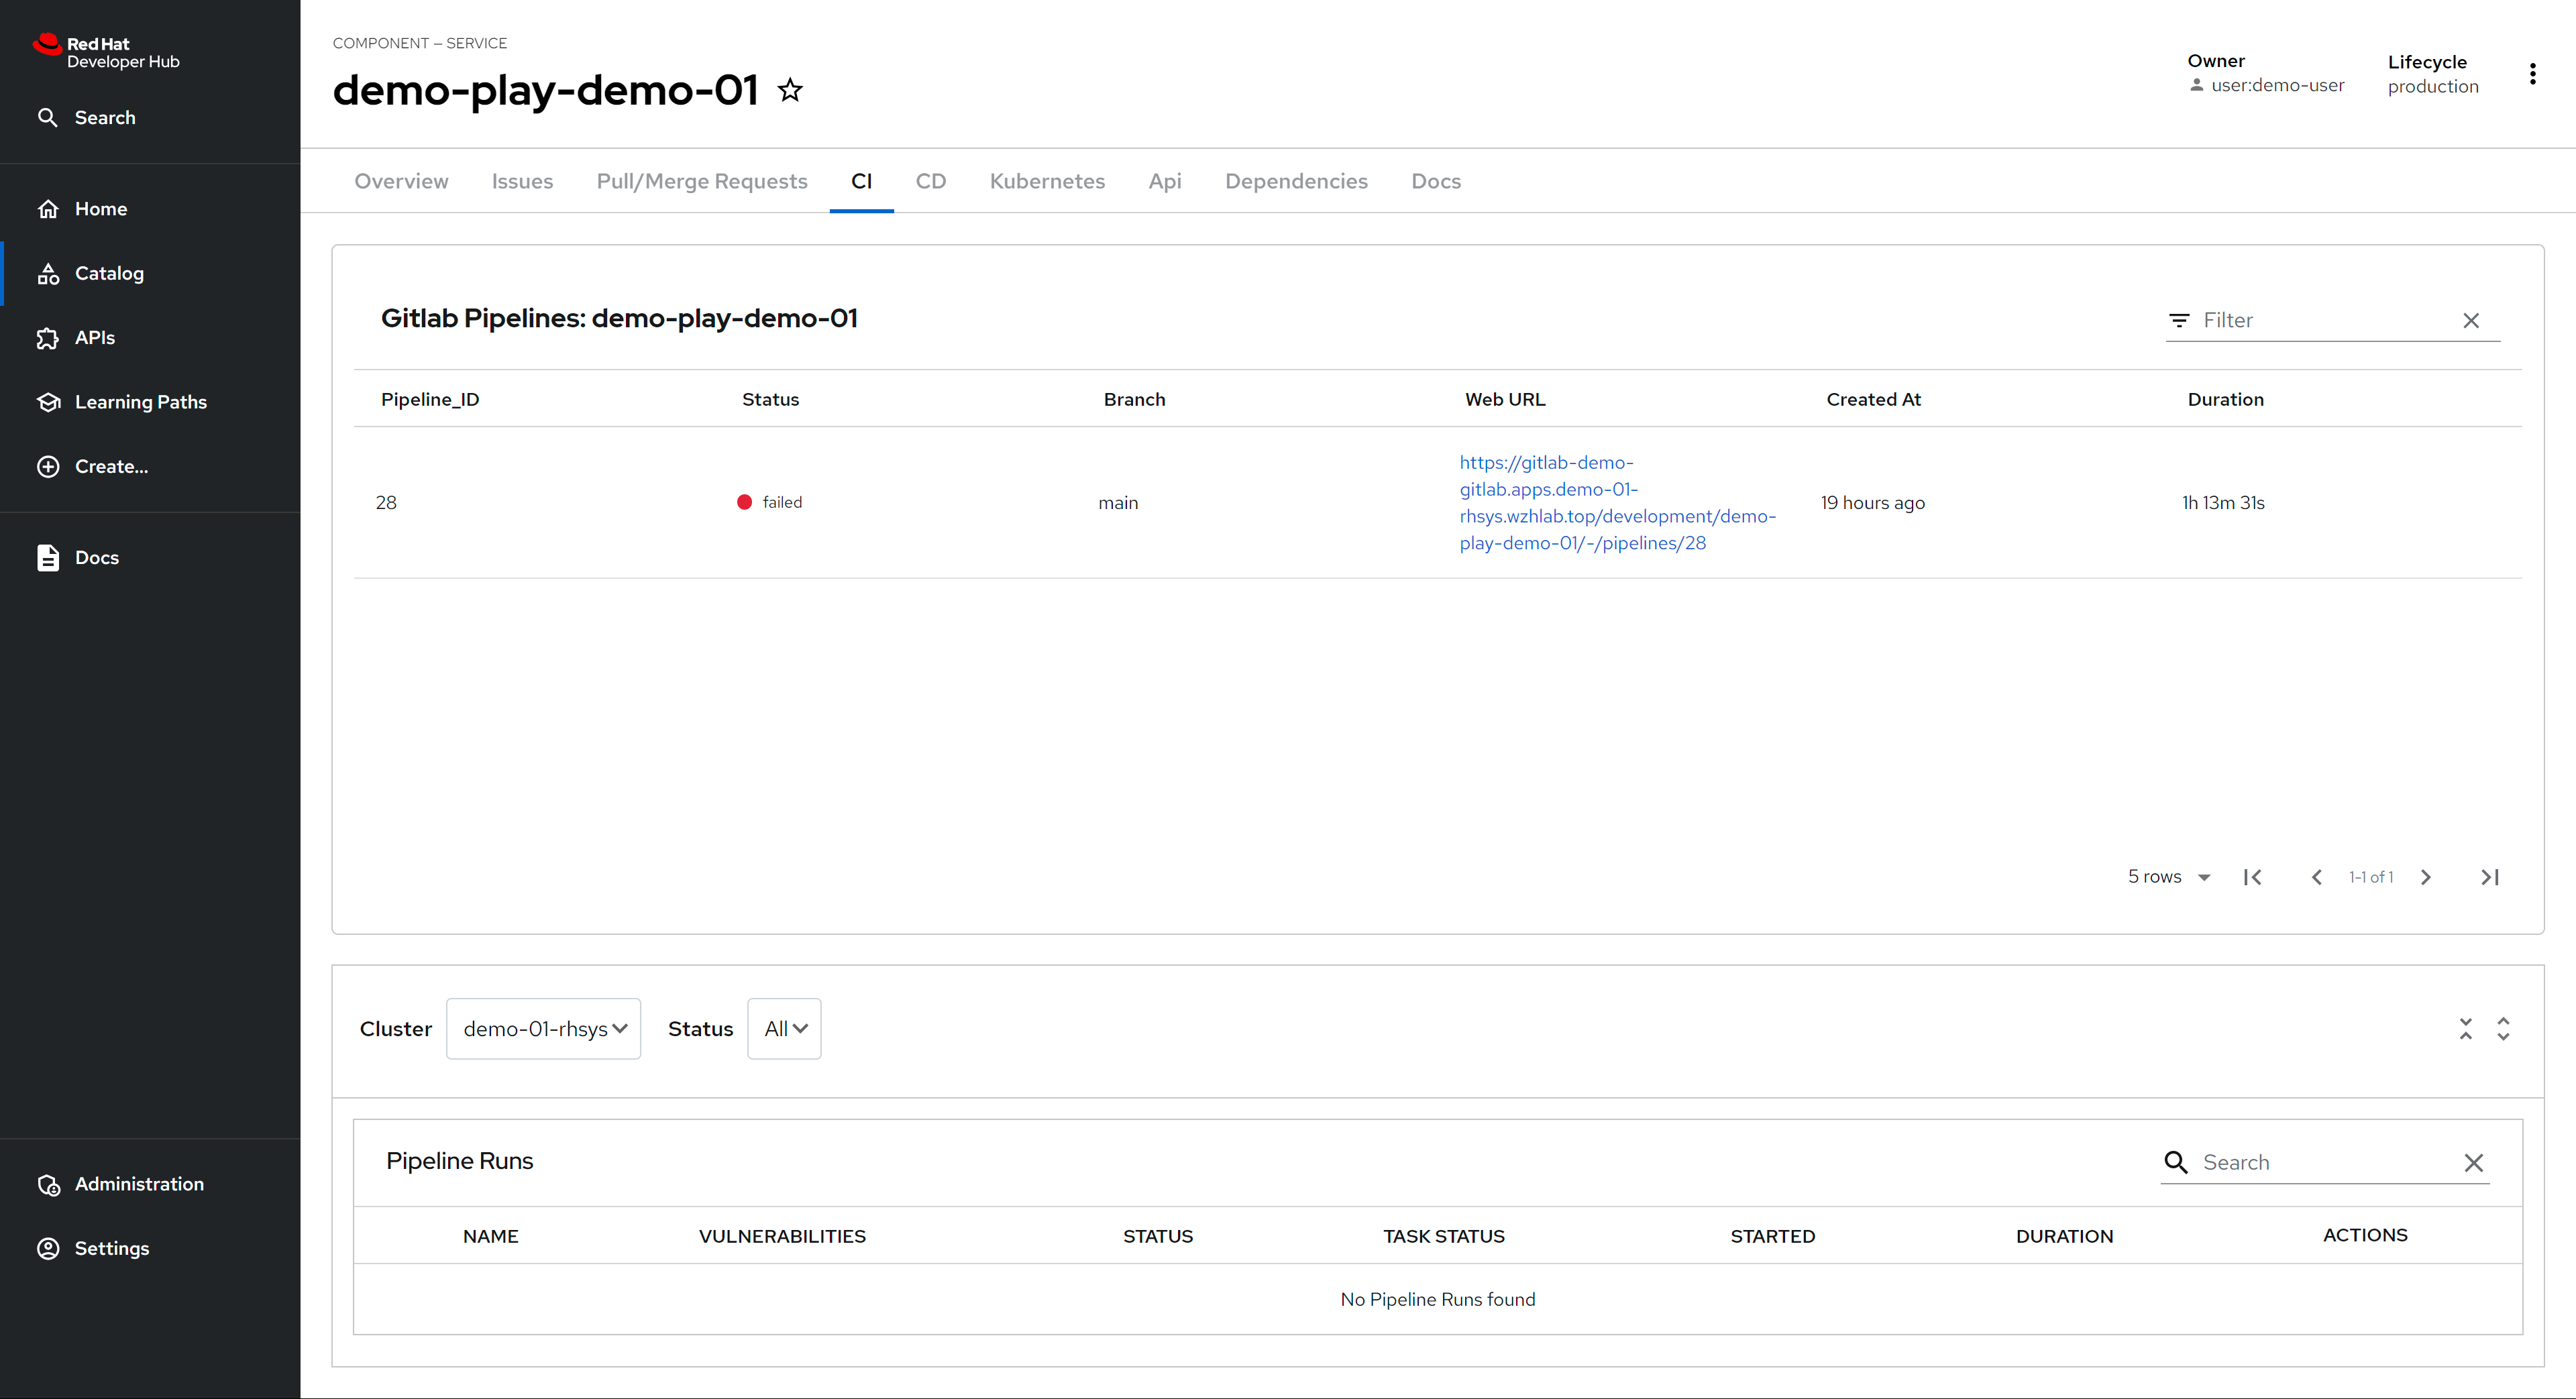 Red Hat
Developer Hub
Search
Home
Catalog
APIs
Learning Paths
Create...
Docs
Administration
Settings
COMPONENT — SERVICE
demo-play-demo-01
Owner
user:demo-user
Lifecycle
production
Overview Issues Pull/Merge Requests CI CD Kubernetes Api Dependencies Docs
Gitlab Pipelines: demo-play-demo-01
Filter
Pipeline_ID Status Branch Web URL Created At Duration
28 failed main
https://gitlab-demo-
gitlab.apps.demo-01-
rhsys.wzhlab.top/development/demo-
play-demo-01/-/pipelines/28
19 hours ago 1h 13m 31s
5 rows 1-1 of 1
Cluster demo-01-rhsys Status All
Pipeline Runs
Search
NAME VULNERABILITIES STATUS TASK STATUS STARTED DURATION ACTIONS
No Pipeline Runs found